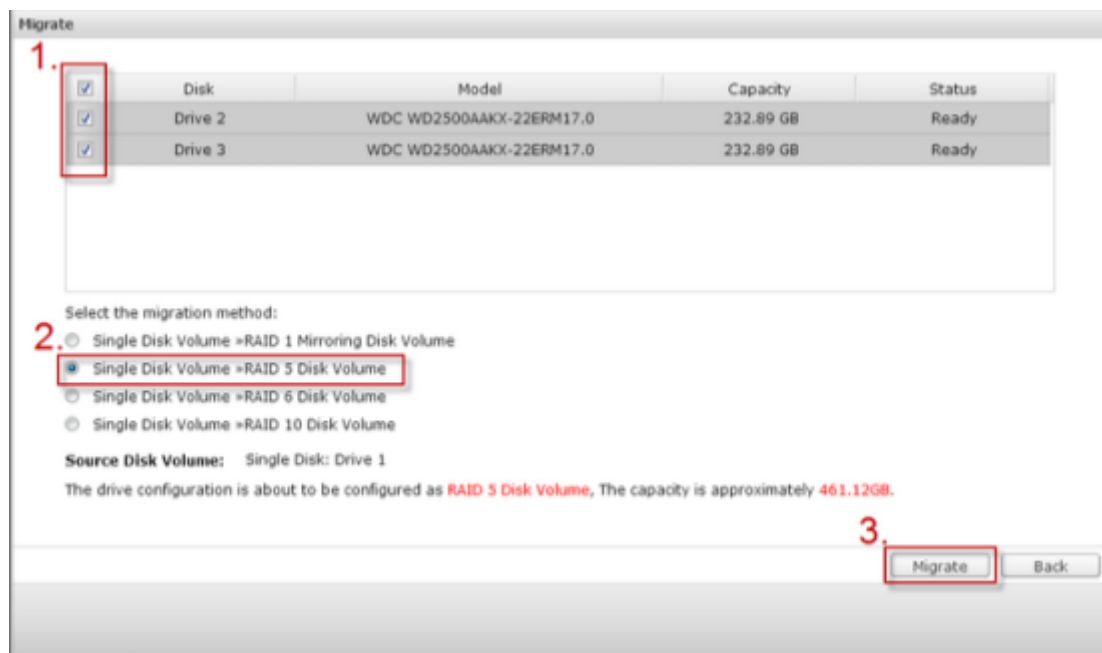 Migrate
1.
Disk Model Capacity Status
Drive 2 WDC WD2500AAKX-22ERM17.0 232.89 GB Ready
Drive 3 WDC WD2500AAKX-22ERM17.0 232.89 GB Ready
Select the migration method:
2.
Single Disk Volume »RAID 1 Mirroring Disk Volume
Single Disk Volume »RAID 5 Disk Volume
Single Disk Volume »RAID 6 Disk Volume
Single Disk Volume »RAID 10 Disk Volume
Source Disk Volume: Single Disk: Drive 1
The drive configuration is about to be configured as RAID 5 Disk Volume, The capacity is approximately 461.12GB.
3.
Migrate Back